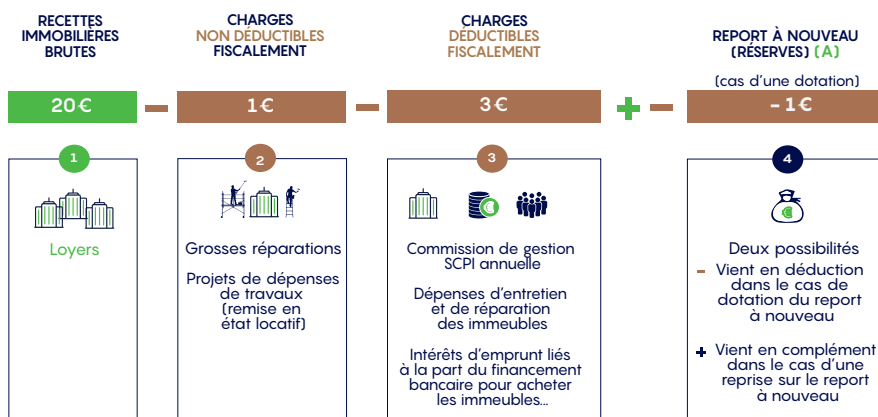 RECETTES
IMMOBILIÈRES
BRUTES
20 €
1
Loyers
CHARGES
NON DÉDUCTIBLES
FISCALEMENT
1 €
2
Grosses réparations
Projets de dépenses
de travaux
(remise en
état locatif)
CHARGES
DÉDUCTIBLES
FISCALEMENT
3 €
3
Commission de gestion
SCPI annuelle
Dépenses d'entretien
et de réparation
des immeubles
Intérêts d'emprunt liés
à la part du financement
bancaire pour acheter
les immeubles...
REPORT À NOUVEAU
(RÉSERVES) (A)
(cas d'une dotation)
- 1 €
4
Deux possibilités
- Vient en déduction
dans le cas de
dotation du report
à nouveau
+ Vient en complément
dans le cas d'une
reprise sur le report
à nouveau